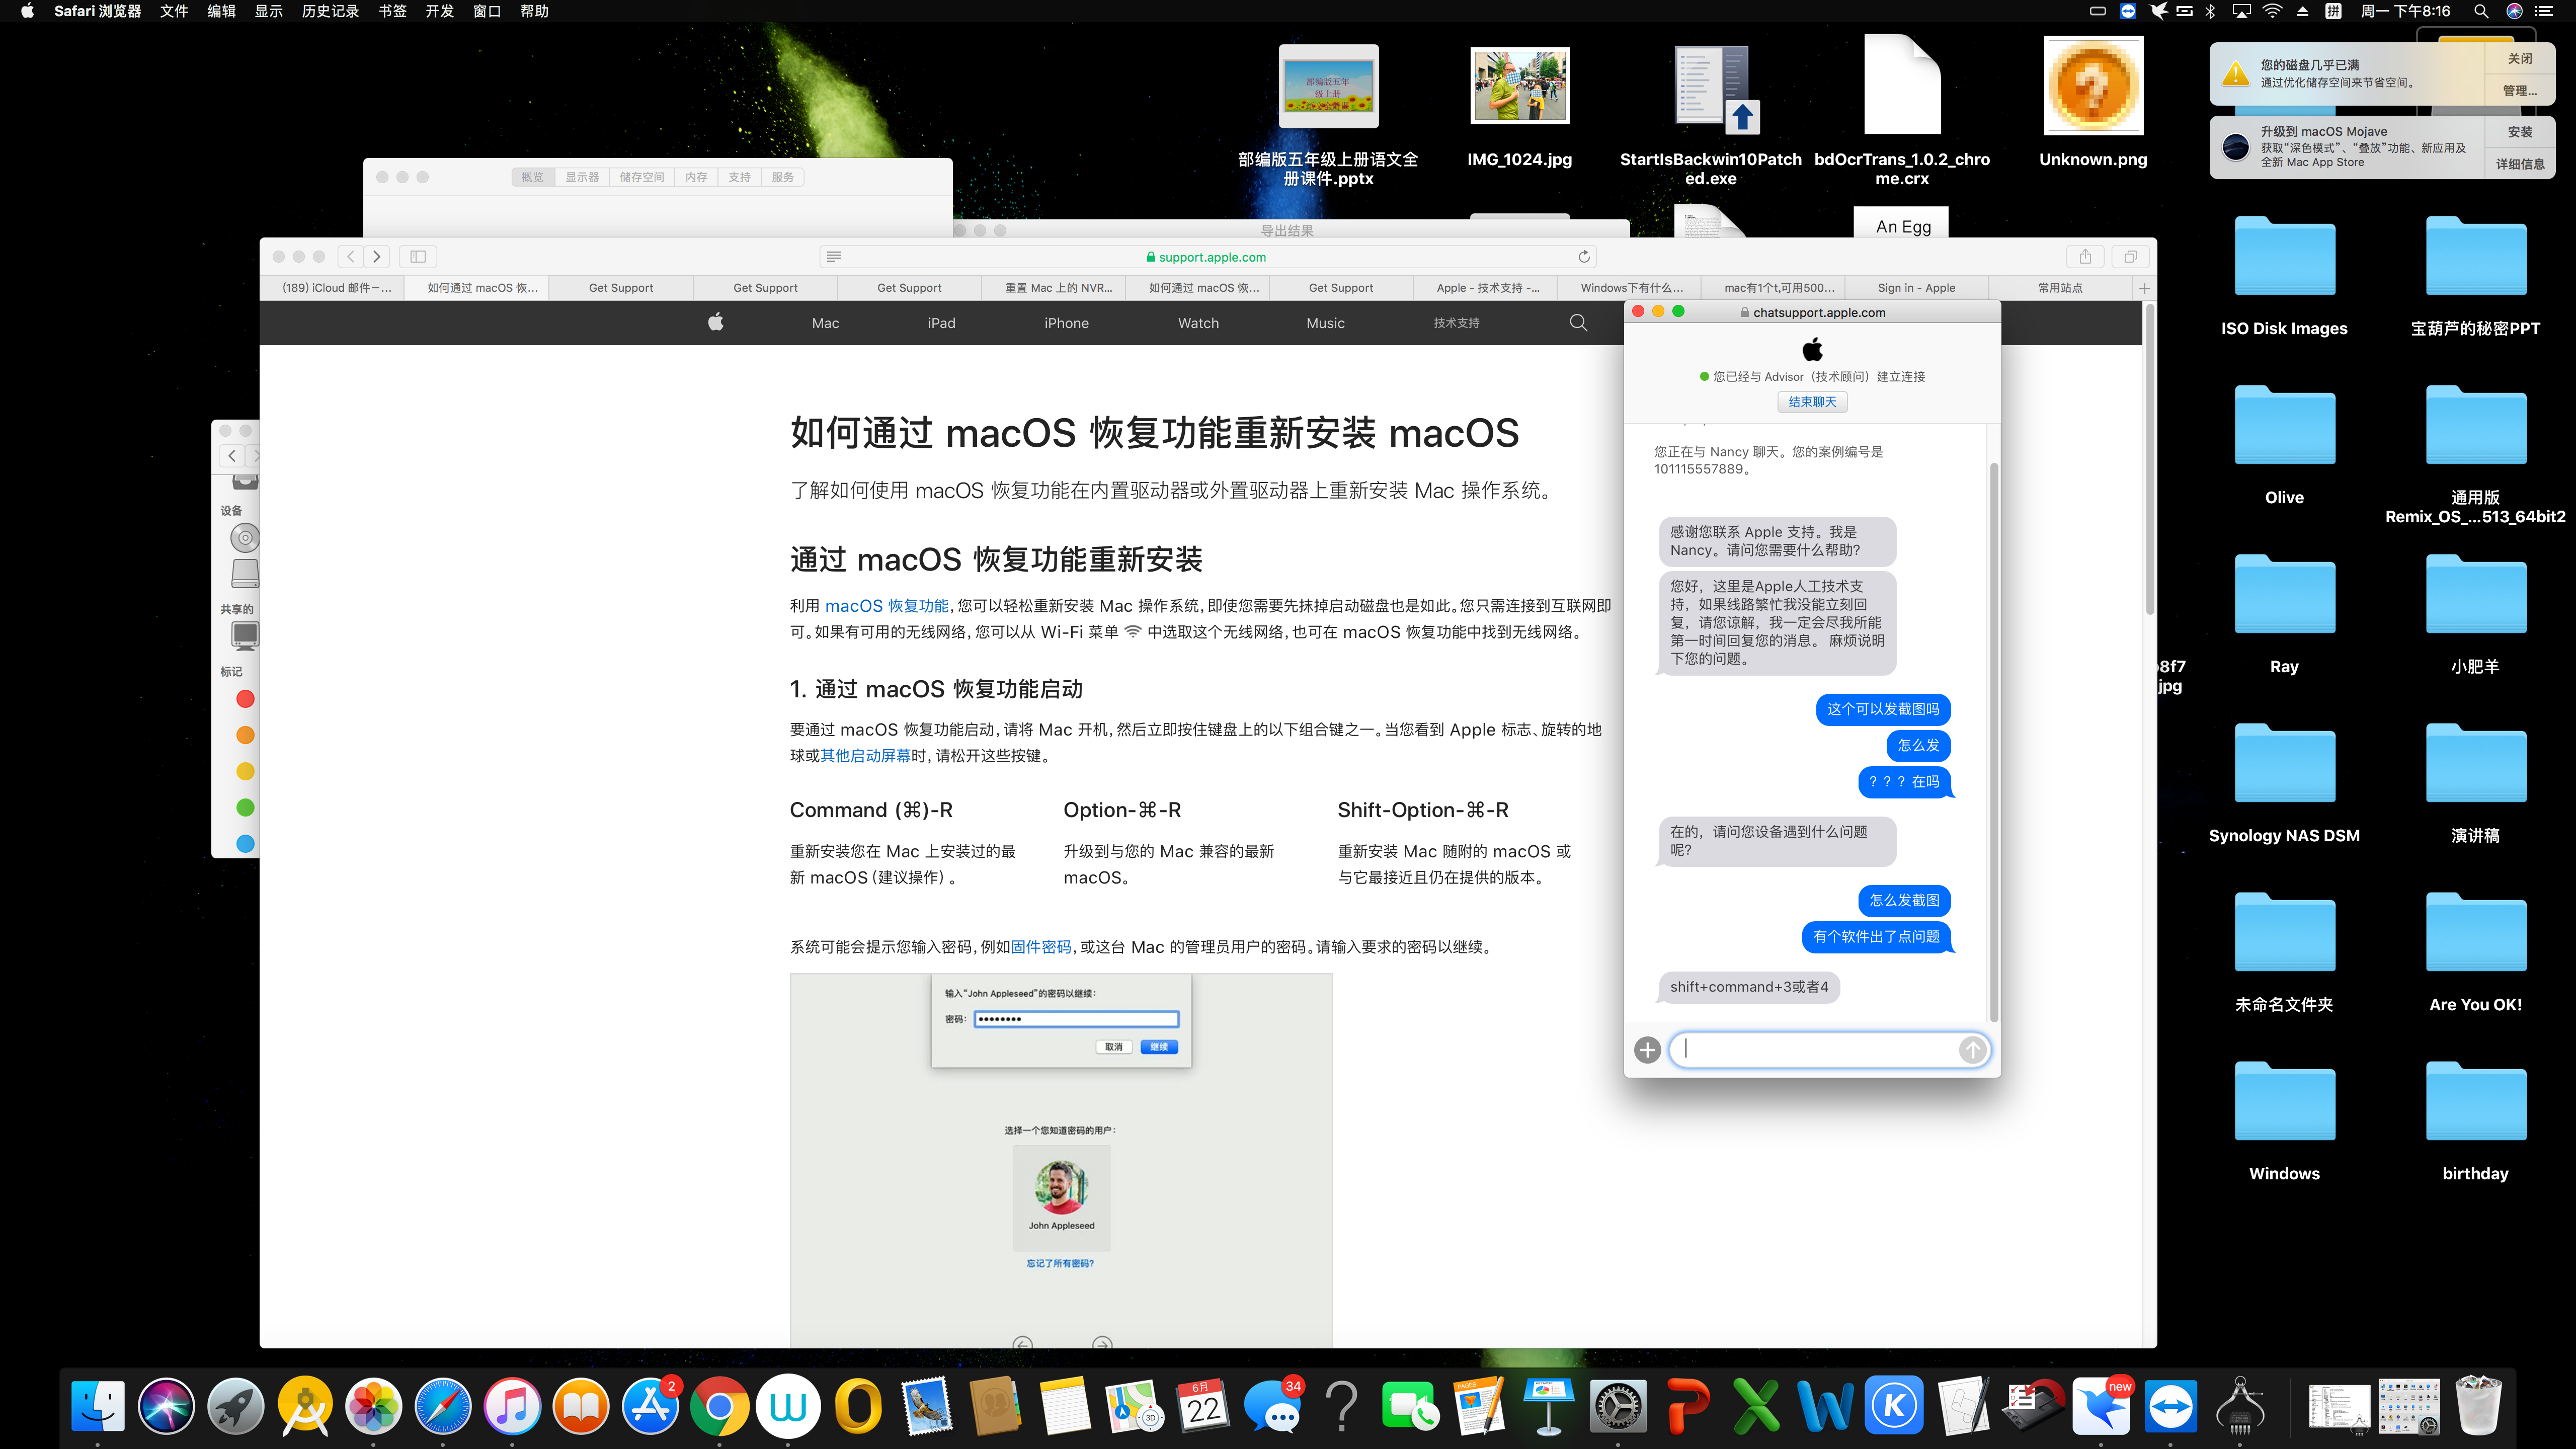 Safari 浏览器 文件 编辑 显示 历史记录 书签 开发 窗口 帮助
拼 周一 下午8:16
部编版五年
级上册
部编版五年级上册语文全
册课件.pptx
IMG_1024.jpg
StartIsBackwin10Patch
ed.exe
bdOcrTrans_1.0.2_chro
me.crx
Unknown.png
An Egg
您的磁盘几乎已满
通过优化储存空间来节省空间。
关闭
管理...
升级到 macOS Mojave
获取“深色模式”、“叠放”功能、新应用及
全新 Mac App Store
安装
详细信息
概览 显示器 储存空间 内存 支持 服务
导出结果
support.apple.com
(189) iCloud 邮件－...
如何通过 macOS 恢...
Get Support
Get Support
Get Support
重置 Mac 上的 NVR...
如何通过 macOS 恢...
Get Support
Apple - 技术支持 -...
Windows下有什么...
mac有1个t,可用500...
Sign in - Apple
常用站点
Mac iPad iPhone Watch Music 技术支持
如何通过 macOS 恢复功能重新安装 macOS
了解如何使用 macOS 恢复功能在内置驱动器或外置驱动器上重新安装 Mac 操作系统。
通过 macOS 恢复功能重新安装
利用 macOS 恢复功能，您可以轻松重新安装 Mac 操作系统，即使您需要先抹掉启动磁盘也是如此。您只需连接到互联网即
可。如果有可用的无线网络，您可以从 Wi-Fi 菜单 中选取这个无线网络，也可在 macOS 恢复功能中找到无线网络。
1. 通过 macOS 恢复功能启动
要通过 macOS 恢复功能启动，请将 Mac 开机，然后立即按住键盘上的以下组合键之一。当您看到 Apple 标志、旋转的地
球或其他启动屏幕时，请松开这些按键。
Command (⌘)-R
重新安装您在 Mac 上安装过的最
新 macOS（建议操作）。
Option-⌘-R
升级到与您的 Mac 兼容的最新
macOS。
Shift-Option-⌘-R
重新安装 Mac 随附的 macOS 或
与它最接近且仍在提供的版本。
系统可能会提示您输入密码，例如固件密码，或这台 Mac 的管理员用户的密码。请输入要求的密码以继续。
输入“John Appleseed”的密码以继续：
密码：
取消 继续
选择一个您知道密码的用户：
John Appleseed
忘记了所有密码?
设备
共享的
标记
chatsupport.apple.com
您已经与 Advisor（技术顾问）建立连接
结束聊天
您正在与 Nancy 聊天。您的案例编号是
101115557889。
感谢您联系 Apple 支持。我是
Nancy。请问您需要什么帮助?
您好，这里是Apple人工技术支
持，如果线路繁忙我没能立刻回
复，请您谅解，我一定会尽我所能
第一时间回复您的消息。 麻烦说明
下您的问题。
这个可以发截图吗
怎么发
？？？在吗
在的，请问您设备遇到什么问题
呢?
怎么发截图
有个软件出了点问题
shift+command+3或者4
8f7
jpg
ISO Disk Images
宝葫芦的秘密PPT
Olive
通用版
Remix_OS_...513_64bit2
Ray
小肥羊
Synology NAS DSM
演讲稿
未命名文件夹
Are You OK!
Windows
birthday
2
3D
6月
22
34
PAGES
new